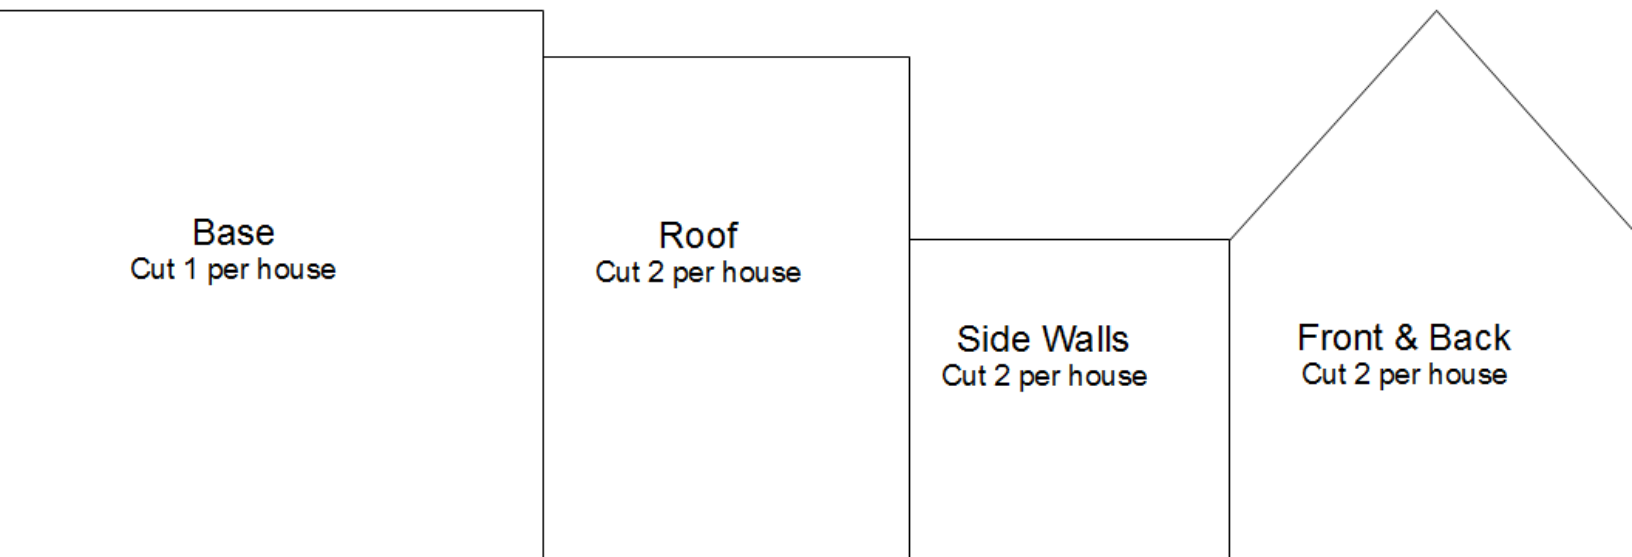 Base
Cut 1 per house
Roof
Cut 2 per house
Side Walls
Cut 2 per house
Front & Back
Cut 2 per house